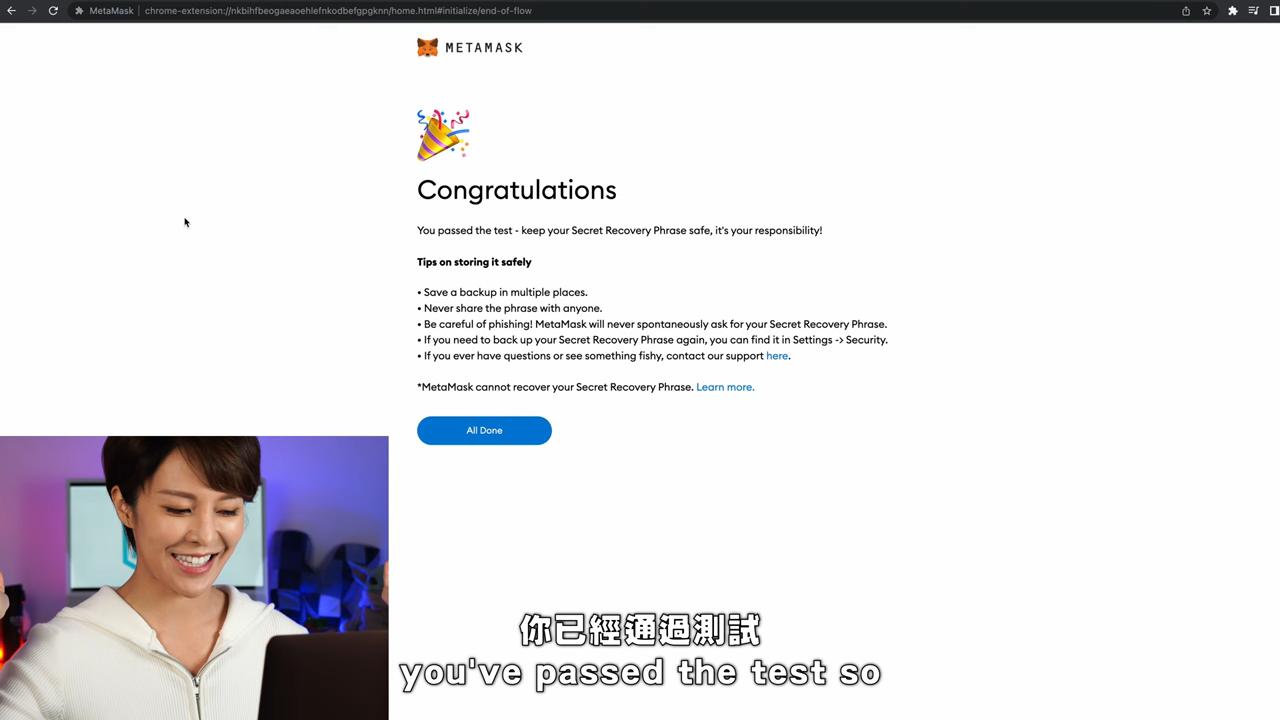 MetaMask
chrome-extension://nkbihfbeogaeaoehlefnkodbefgpgknn/home.html#initialize/end-of-flow
METAMASK
Congratulations
You passed the test - keep your Secret Recovery Phrase safe, it's your responsibility!
Tips on storing it safely
• Save a backup in multiple places.
• Never share the phrase with anyone.
• Be careful of phishing! MetaMask will never spontaneously ask for your Secret Recovery Phrase.
• If you need to back up your Secret Recovery Phrase again, you can find it in Settings -> Security.
• If you ever have questions or see something fishy, contact our support here.
*MetaMask cannot recover your Secret Recovery Phrase. Learn more.
All Done
你已經通過測試
you've passed the test so